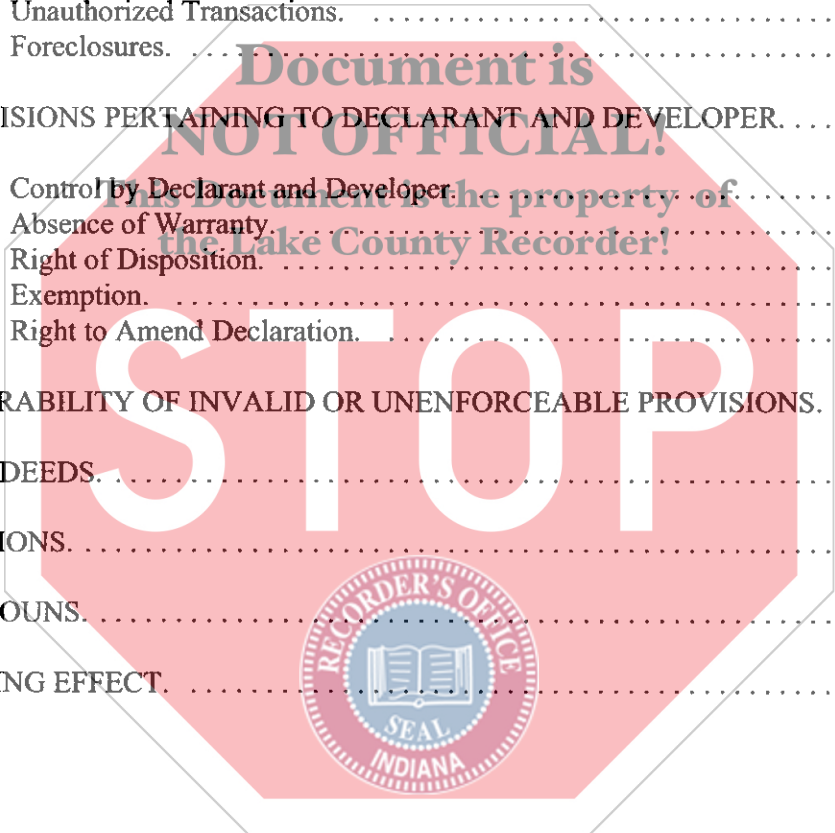 Unauthorized Transactions. ........................................
Foreclosures. ........................................
Document is
ISIONS PERTAINING TO DECLARANT AND DEVELOPER. ....
NOT OFFICIAL!
Control by Declarant and Developer. ........................................
This Document is the property of
Absence of Warranty. ........................................
the Lake County Recorder!
Right of Disposition. ........................................
Exemption. ........................................
Right to Amend Declaration. ........................................
STOP
RABILITY OF INVALID OR UNENFORCEABLE PROVISIONS.
DEEDS. ........................................
IONS. ........................................
OUNS. ........................................
NG EFFECT. ........................................
RECORDER'S OFFICE
SEAL
INDIANA